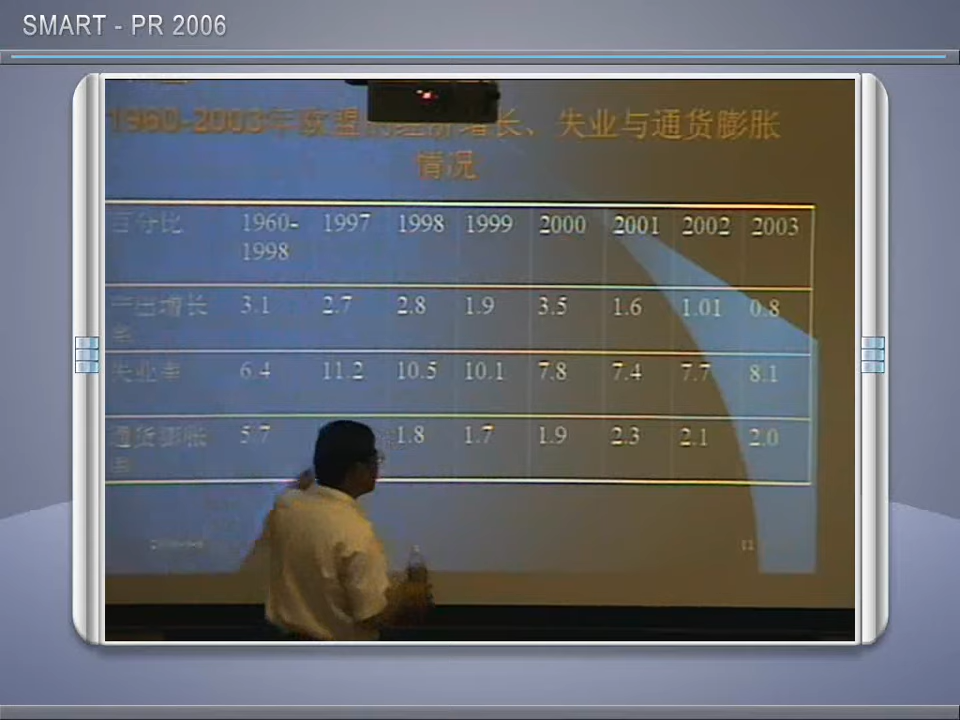 SMART - PR 2006
1960-2003年欧盟的经济增长、失业与通货膨胀
情况
百分比 1960- 1997 1998 1999 2000 2001 2002 2003
1998
产出增长 3.1 2.7 2.8 1.9 3.5 1.6 1.01 0.8
率
失业率 6.4 11.2 10.5 10.1 7.8 7.4 7.7 8.1
通货膨胀 5.7 1.8 1.7 1.9 2.3 2.1 2.0
率
11